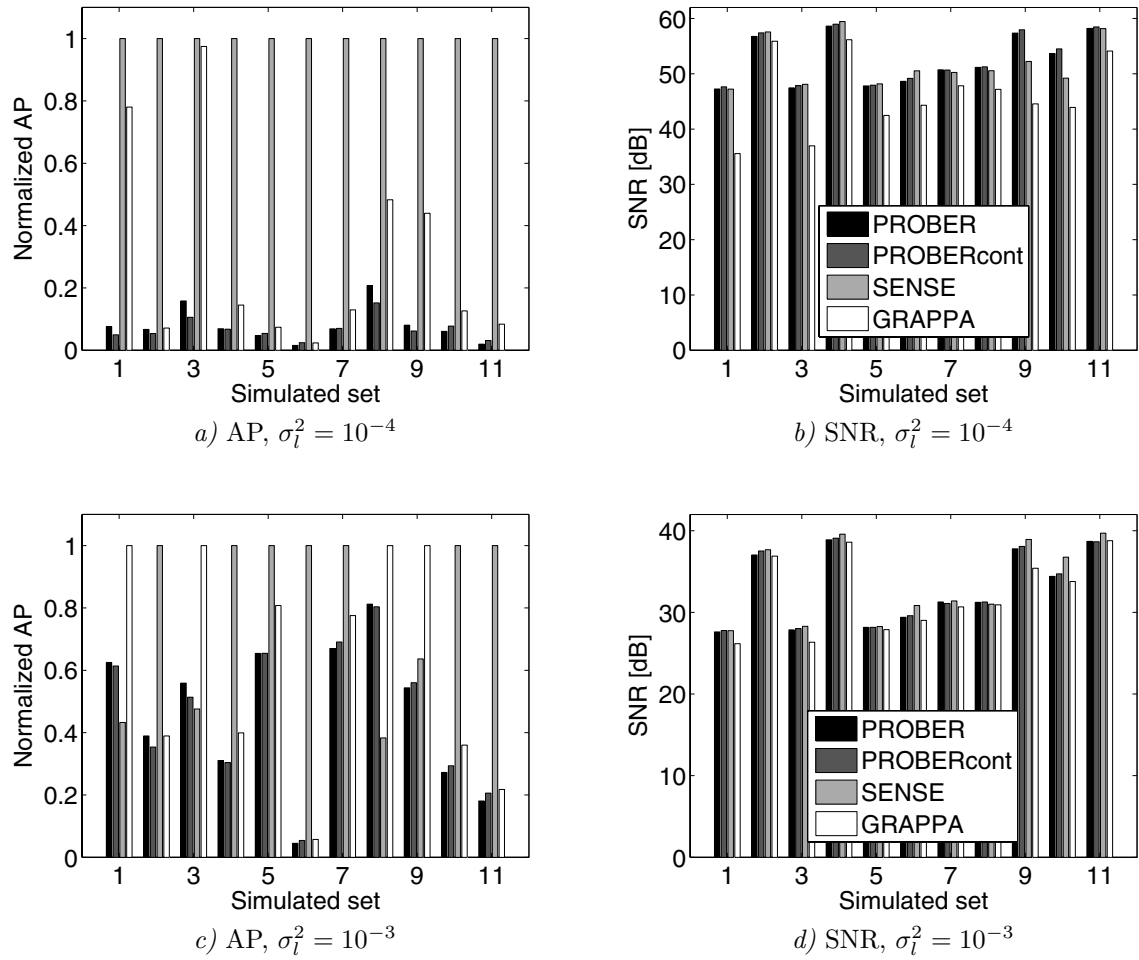 1
0.8
0.6
0.4
0.2
0
Normalized AP
1 3 5 7 9 11
Simulated set
a) AP, σ_l^2 = 10^{-4}
60
50
40
30
20
10
0
SNR [dB]
PROBER
PROBERcont
SENSE
GRAPPA
1 3 5 7 9 11
Simulated set
b) SNR, σ_l^2 = 10^{-4}
1
0.8
0.6
0.4
0.2
0
Normalized AP
1 3 5 7 9 11
Simulated set
c) AP, σ_l^2 = 10^{-3}
40
30
20
10
0
SNR [dB]
PROBER
PROBERcont
SENSE
GRAPPA
1 3 5 7 9 11
Simulated set
d) SNR, σ_l^2 = 10^{-3}